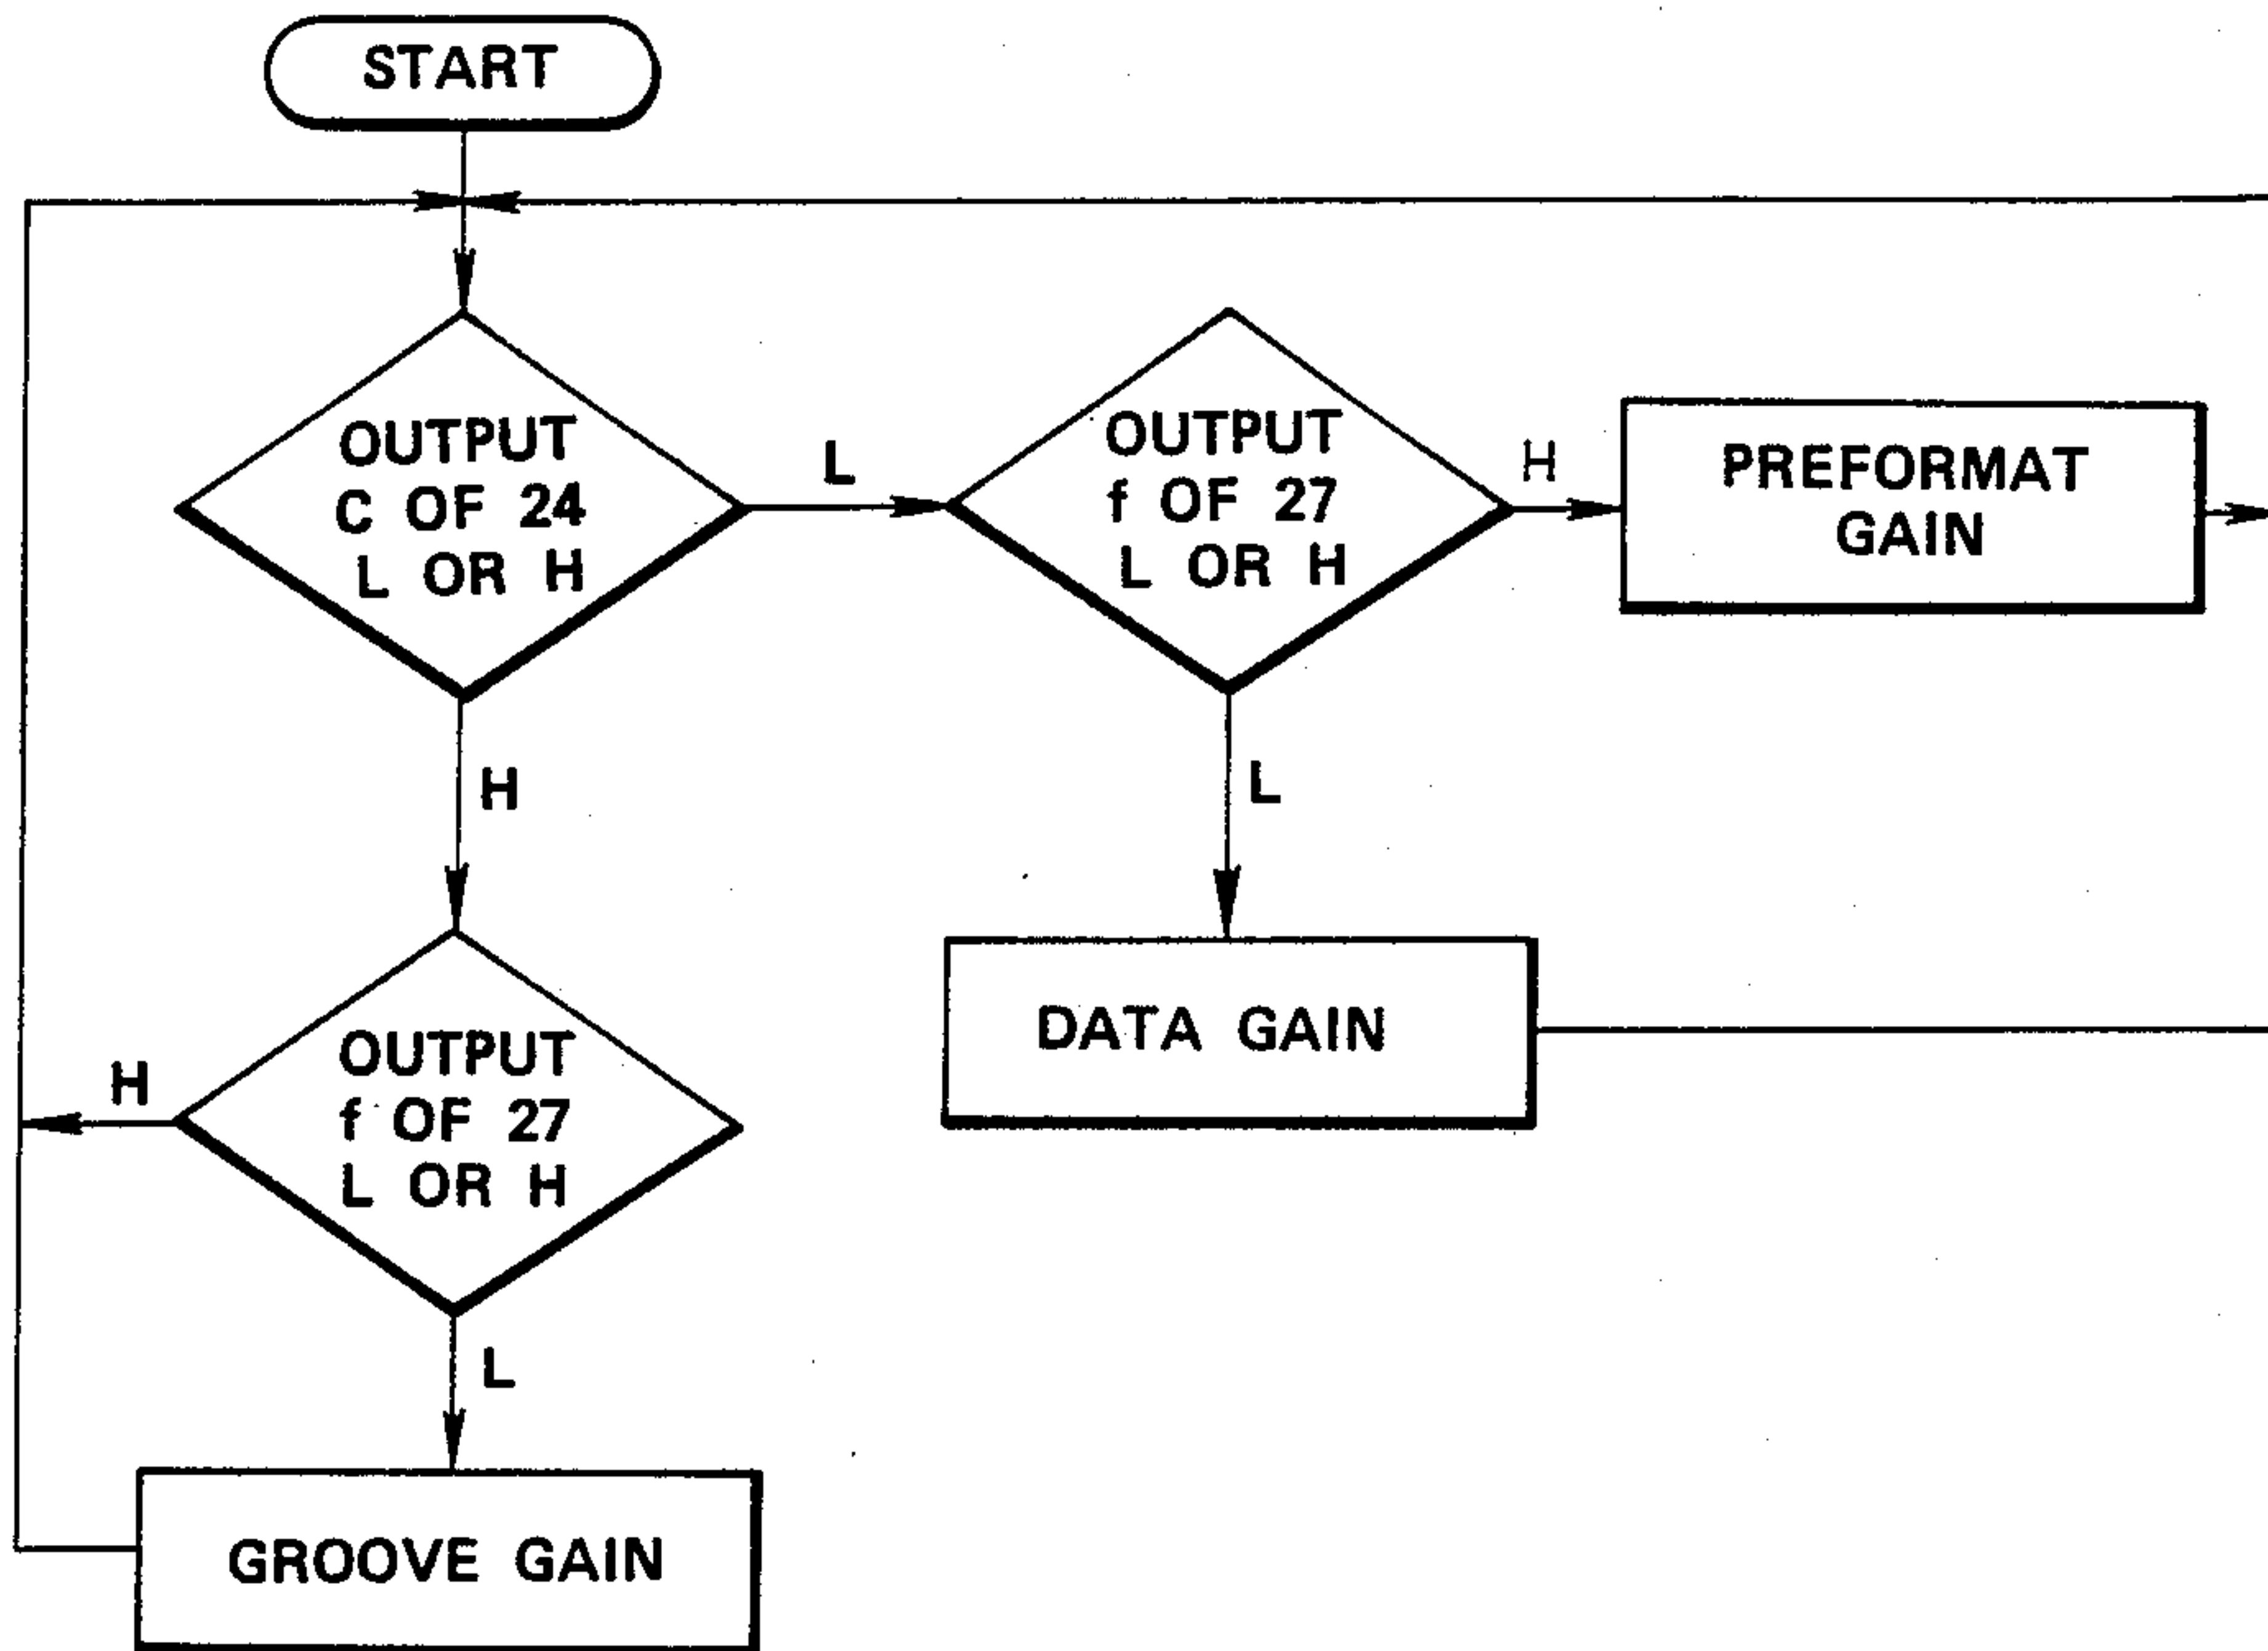 START
OUTPUT
C OF 24
L OR H
L
OUTPUT
f OF 27
L OR H
H
PREFORMAT
GAIN
H
L
DATA GAIN
OUTPUT
f OF 27
L OR H
H
L
GROOVE GAIN